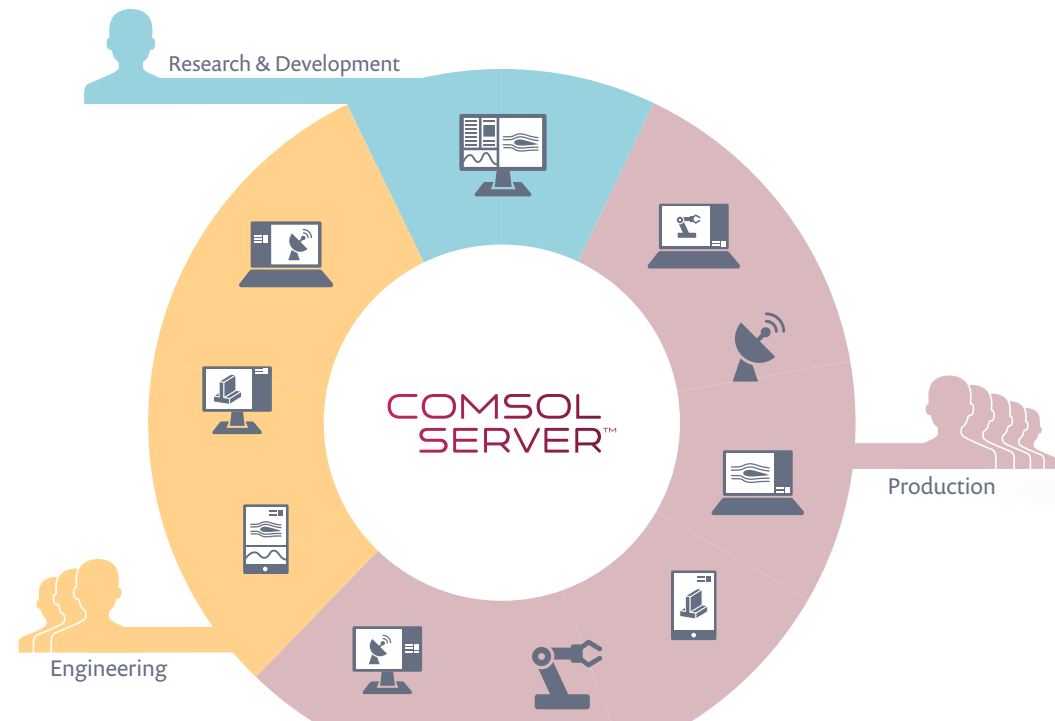 Research & Development
COMSOL
SERVER™
Production
Engineering